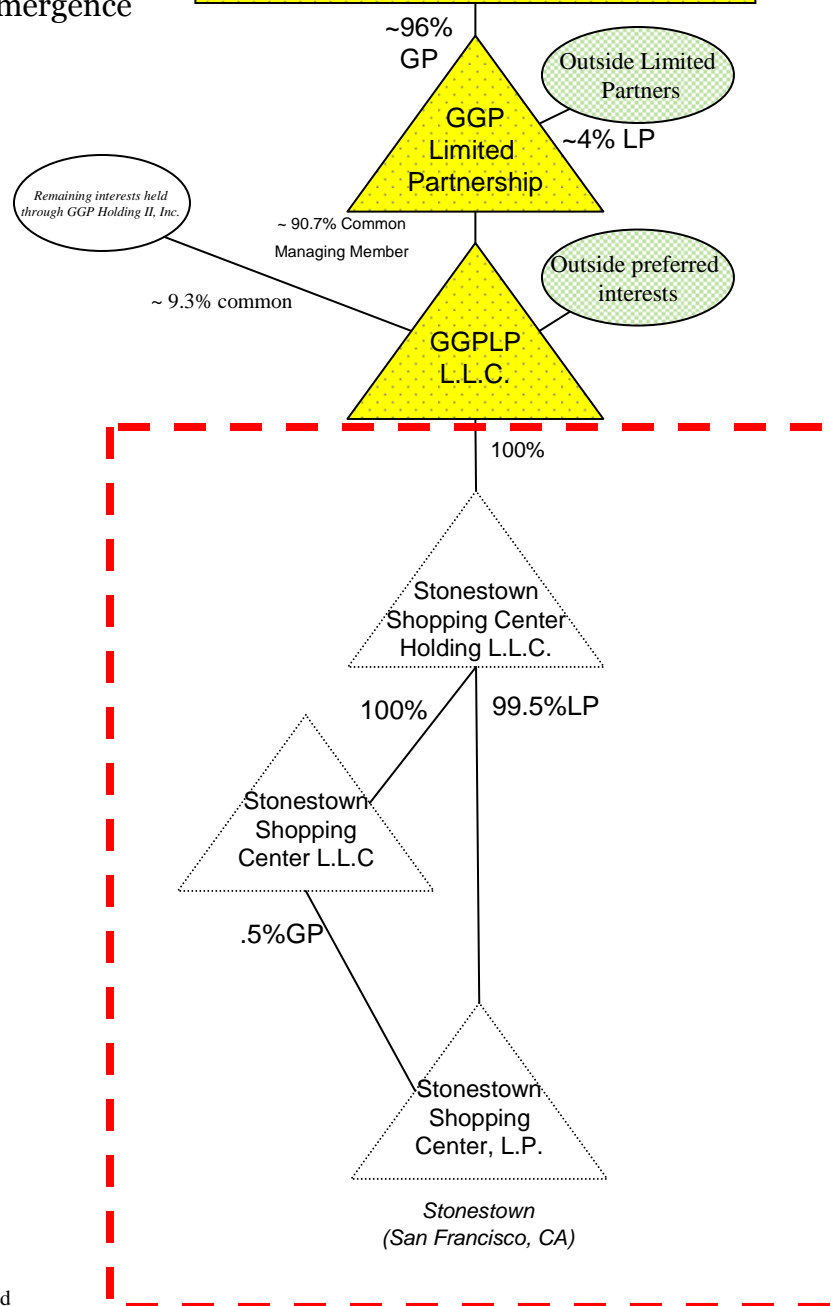 mergence
~96%
GP
Outside Limited
Partners
GGP
Limited
Partnership
~4% LP
Remaining interests held
through GGP Holding II, Inc.
~ 90.7% Common
Managing Member
Outside preferred
interests
~ 9.3% common
GGPLP
L.L.C.
100%
Stonestown
Shopping Center
Holding L.L.C.
100%
99.5%LP
Stonestown
Shopping
Center L.L.C
.5%GP
Stonestown
Shopping
Center, L.P.
Stonestown
(San Francisco, CA)
d